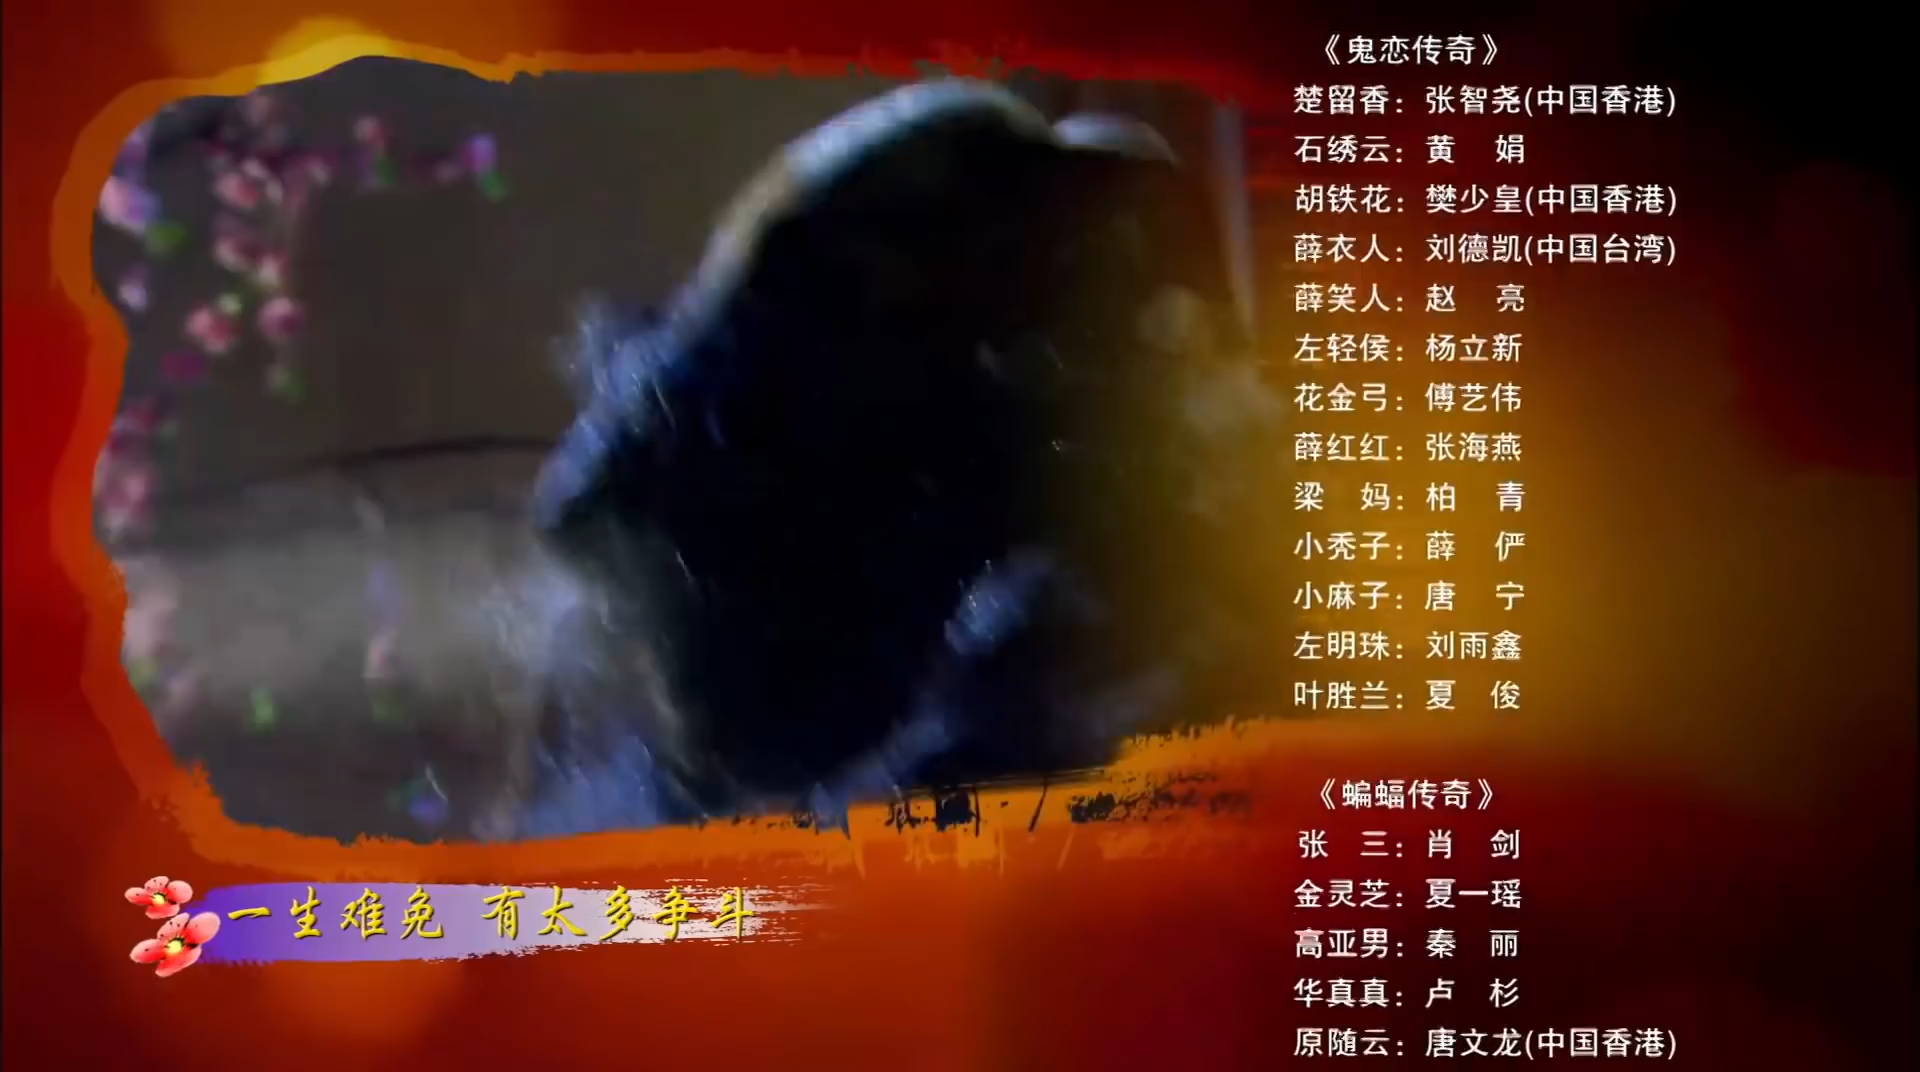 《鬼恋传奇》
楚留香：张智尧(中国香港)
石绣云：黄　娟
胡铁花：樊少皇(中国香港)
薛衣人：刘德凯(中国台湾)
薛笑人：赵　亮
左轻侯：杨立新
花金弓：傅艺伟
薛红红：张海燕
梁　妈：柏　青
小秃子：薛　俨
小麻子：唐　宁
左明珠：刘雨鑫
叶胜兰：夏　俊
《蝙蝠传奇》
张　三：肖　剑
金灵芝：夏一瑶
高亚男：秦　丽
华真真：卢　杉
原随云：唐文龙(中国香港)
一生难免 有太多争斗